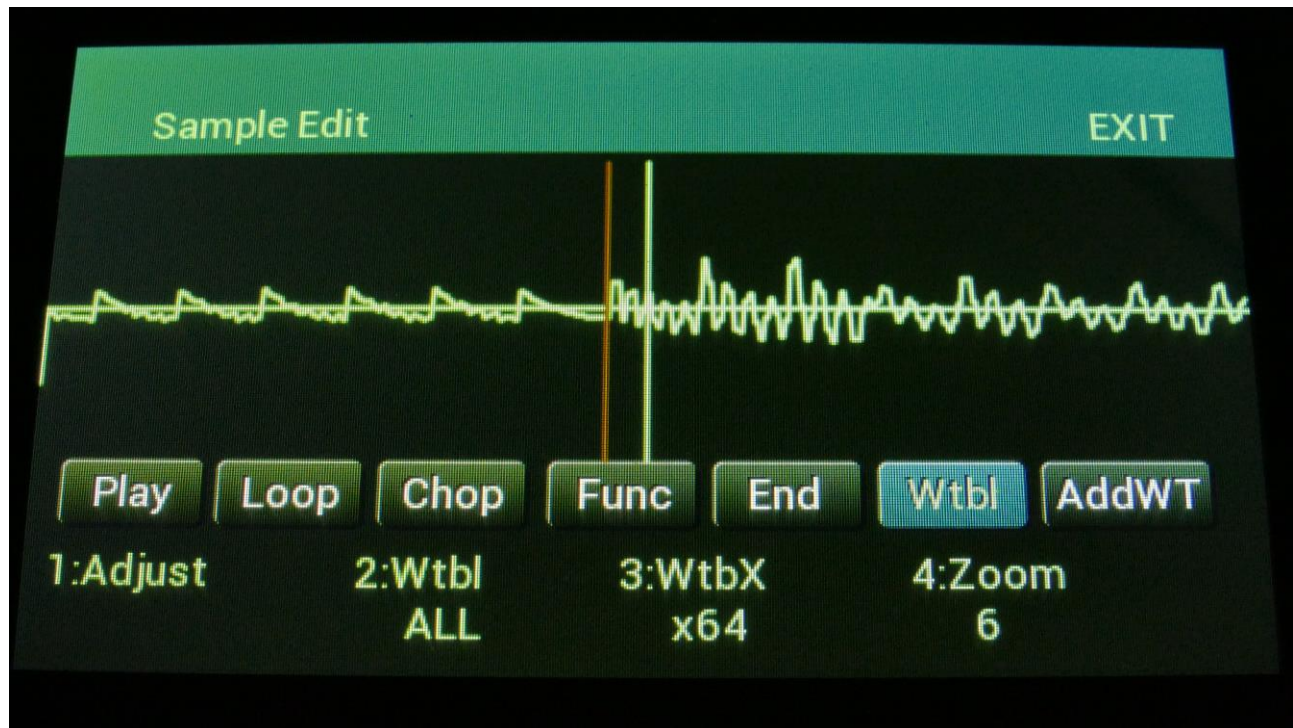 Sample Edit EXIT
Play Loop Chop Func End Wtbl AddWT
1:Adjust 2:Wtbl 3:WtbX 4:Zoom
ALL x64 6